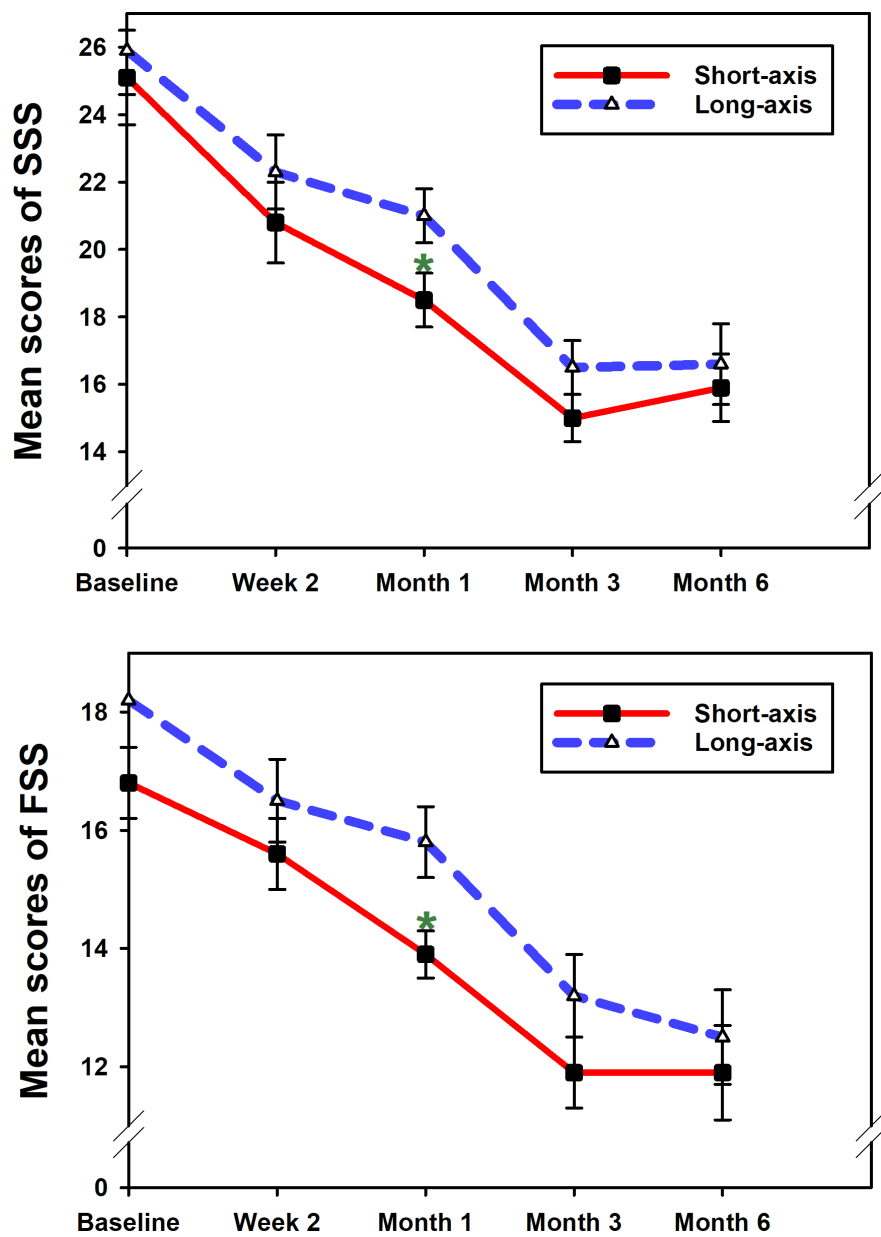 Mean scores of SSS
26
24
22
20
18
16
14
0
Short-axis
Long-axis
*
Baseline Week 2 Month 1 Month 3 Month 6
Mean scores of FSS
18
16
14
12
0
Short-axis
Long-axis
*
Baseline Week 2 Month 1 Month 3 Month 6